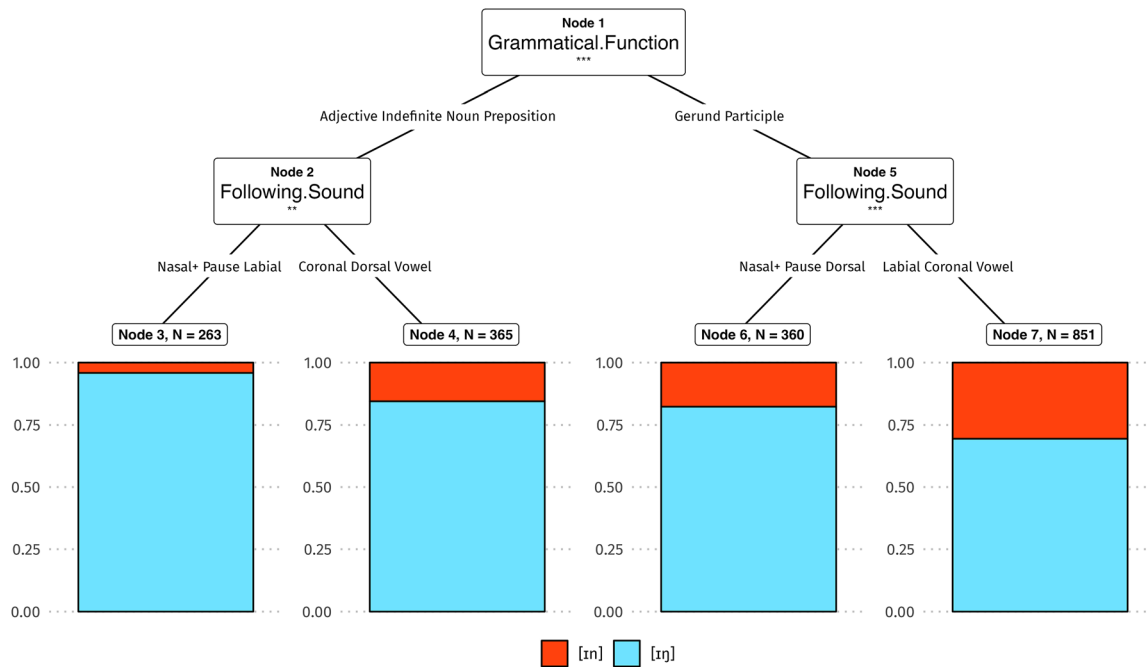 Node 1
Grammatical.Function
***
Adjective Indefinite Noun Preposition
Gerund Participle
Node 2
Following.Sound
**
Node 5
Following.Sound
***
Nasal+ Pause Labial
Coronal Dorsal Vowel
Nasal+ Pause Dorsal
Labial Coronal Vowel
Node 3, N = 263
Node 4, N = 365
Node 6, N = 360
Node 7, N = 851
1.00
0.75
0.50
0.25
0.00
1.00
0.75
0.50
0.25
0.00
1.00
0.75
0.50
0.25
0.00
1.00
0.75
0.50
0.25
0.00
[ɪn]
[ɪŋ]